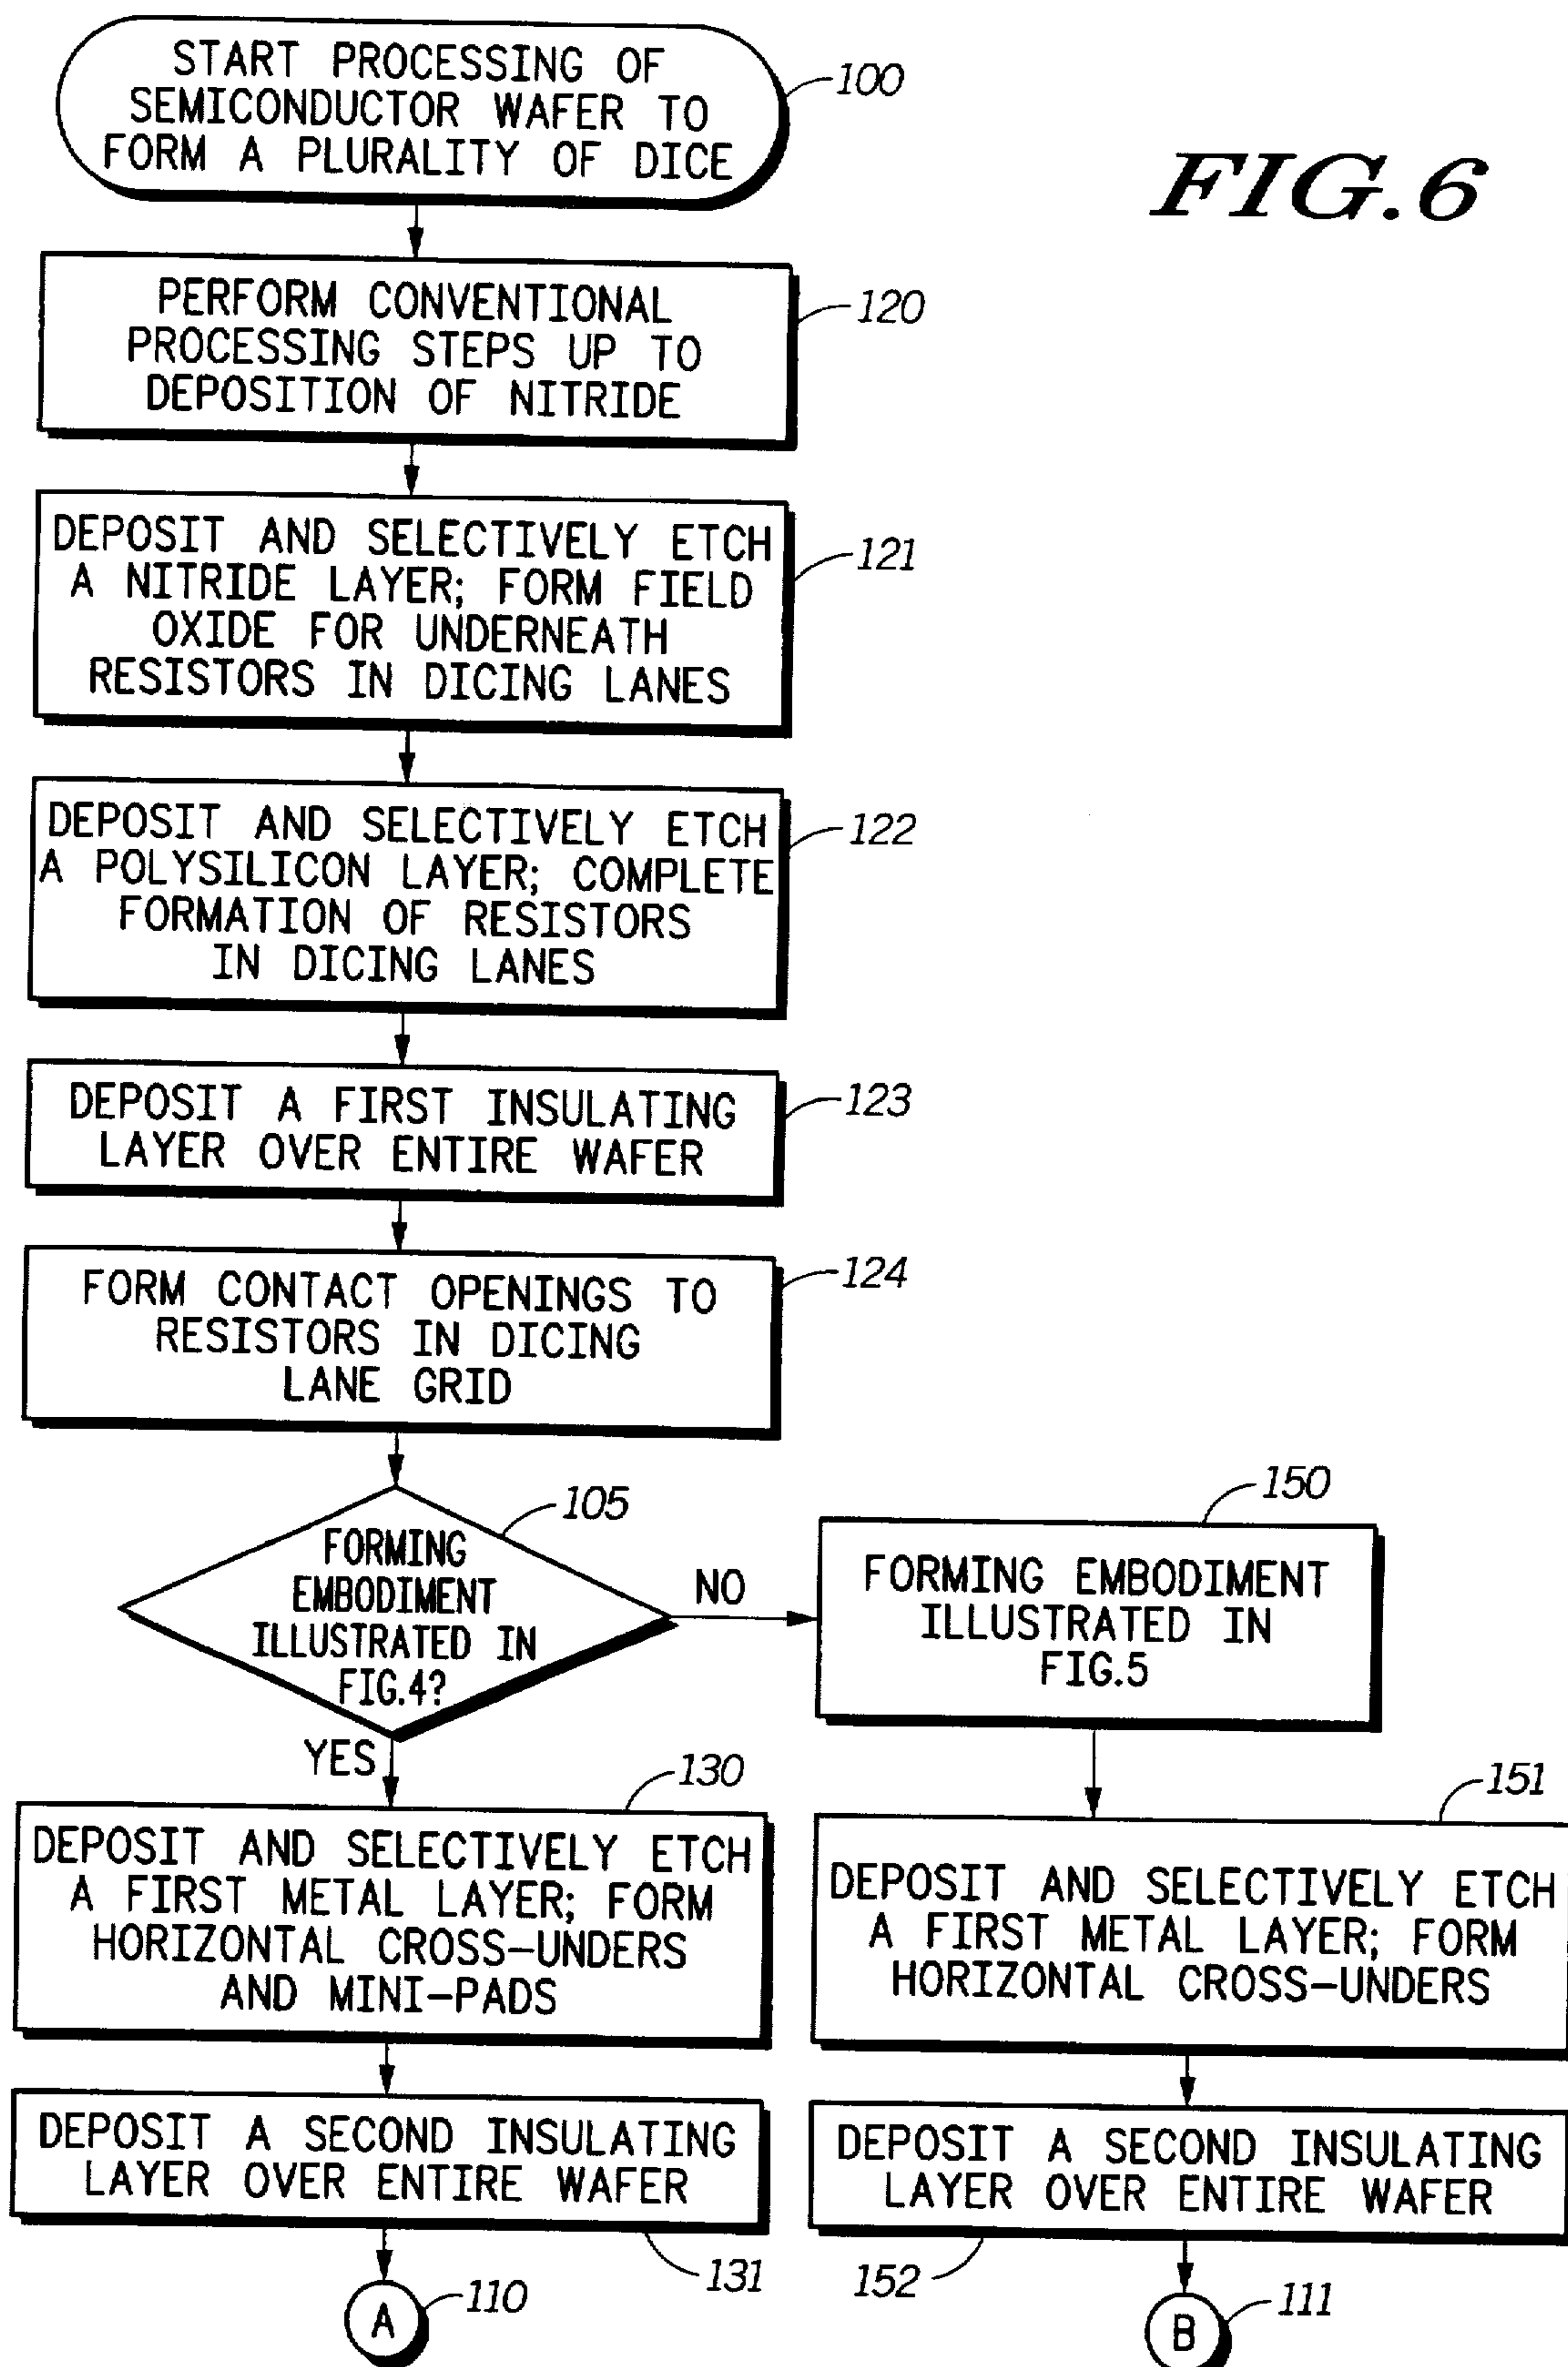 START PROCESSING OF
SEMICONDUCTOR WAFER TO
FORM A PLURALITY OF DICE
100
FIG.6
PERFORM CONVENTIONAL
PROCESSING STEPS UP TO
DEPOSITION OF NITRIDE
120
DEPOSIT AND SELECTIVELY ETCH
A NITRIDE LAYER; FORM FIELD
OXIDE FOR UNDERNEATH
RESISTORS IN DICING LANES
121
DEPOSIT AND SELECTIVELY ETCH
A POLYSILICON LAYER; COMPLETE
FORMATION OF RESISTORS
IN DICING LANES
122
DEPOSIT A FIRST INSULATING
LAYER OVER ENTIRE WAFER
123
FORM CONTACT OPENINGS TO
RESISTORS IN DICING
LANE GRID
124
105
FORMING
EMBODIMENT
ILLUSTRATED IN
FIG.4?
NO
YES
150
FORMING EMBODIMENT
ILLUSTRATED IN
FIG.5
130
DEPOSIT AND SELECTIVELY ETCH
A FIRST METAL LAYER; FORM
HORIZONTAL CROSS-UNDERS
AND MINI-PADS
151
DEPOSIT AND SELECTIVELY ETCH
A FIRST METAL LAYER; FORM
HORIZONTAL CROSS-UNDERS
DEPOSIT A SECOND INSULATING
LAYER OVER ENTIRE WAFER
131
DEPOSIT A SECOND INSULATING
LAYER OVER ENTIRE WAFER
152
A
110
B
111